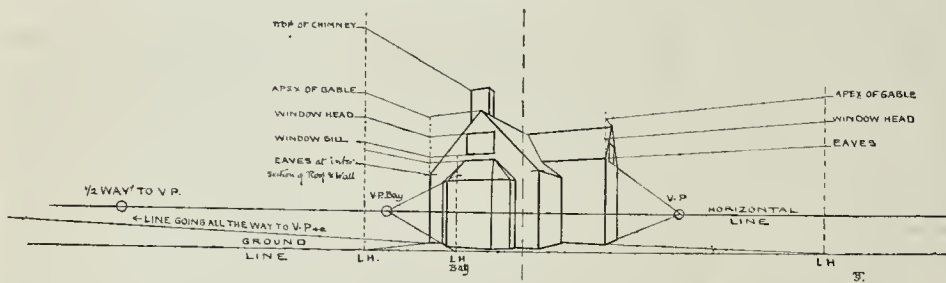 TOP OF CHIMNEY
APEX OF GABLE
WINDOW HEAD
WINDOW SILL
EAVES at Inter-
section of Roof & Wall
½ WAY TO V.P.
← LINE GOING ALL THE WAY TO V.P.
GROUND
LINE
L H.
V.P. Bay
L H
Bay
V.P
HORIZONTAL
LINE
APEX OF GABLE
WINDOW HEAD
EAVES
L H